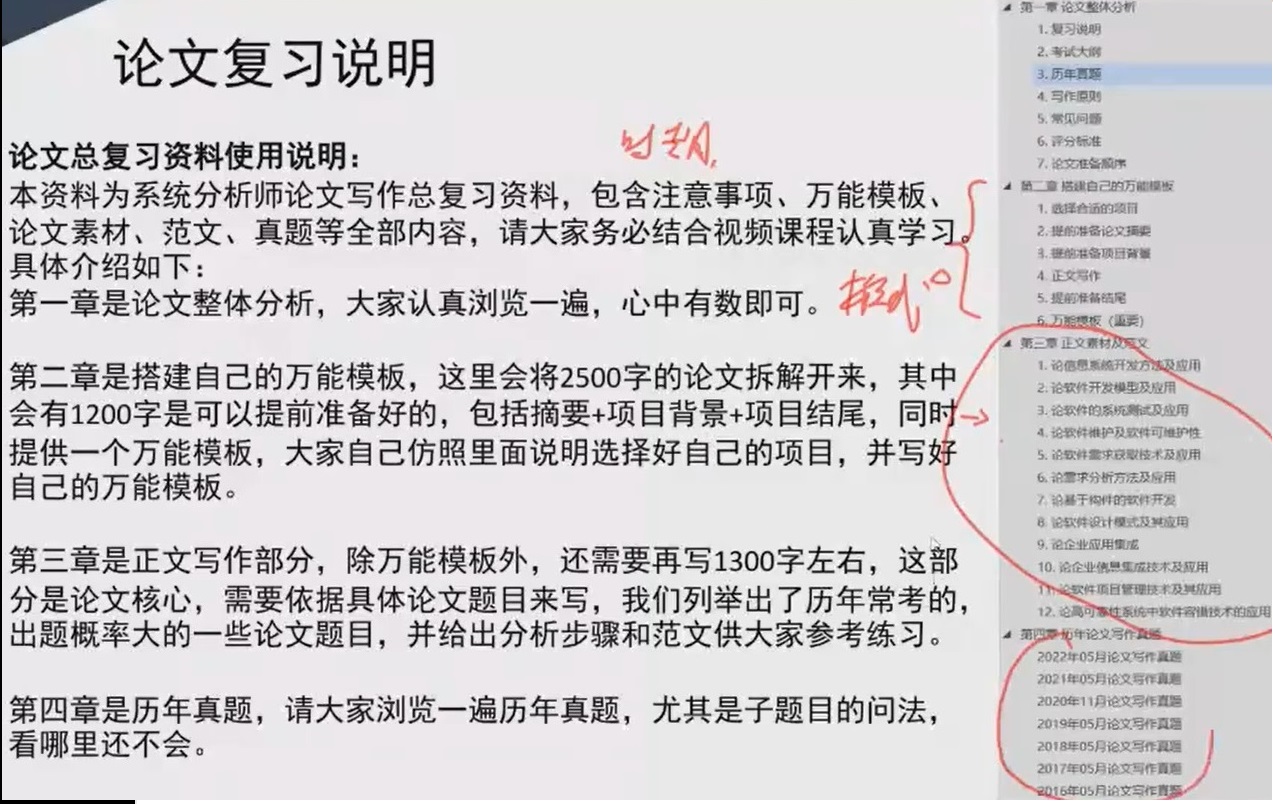 论文复习说明
论文总复习资料使用说明：
本资料为系统分析师论文写作总复习资料，包含注意事项、万能模板、
论文素材、范文、真题等全部内容，请大家务必结合视频课程认真学习。
具体介绍如下：
第一章是论文整体分析，大家认真浏览一遍，心中有数即可。
第二章是搭建自己的万能模板，这里会将2500字的论文拆解开来，其中
会有1200字是可以提前准备好的，包括摘要+项目背景+项目结尾，同时
提供一个万能模板，大家自己仿照里面说明选择好自己的项目，并写好
自己的万能模板。
第三章是正文写作部分，除万能模板外，还需要再写1300字左右，这部
分是论文核心，需要依据具体论文题目来写，我们列举出了历年常考的，
出题概率大的一些论文题目，并给出分析步骤和范文供大家参考练习。
第四章是历年真题，请大家浏览一遍历年真题，尤其是子题目的问法，
看哪里还不会。
第一章 论文整体分析
1. 复习说明
2. 考试大纲
3. 历年真题
4. 写作原则
5. 常见问题
6. 评分标准
7. 论文准备顺序
第二章 搭建自己的万能模板
1. 选择合适的项目
2. 提前准备论文摘要
3. 提前准备项目背景
4. 正文写作
5. 提前准备结尾
6. 万能模板（重要）
第三章 正文素材及范文
1. 论信息系统开发方法及应用
2. 论软件开发模型及应用
3. 论软件的系统测试及应用
4. 论软件维护及软件可维护性
5. 论软件需求获取技术及应用
6. 论需求分析方法及应用
7. 论基于构件的软件开发
8. 论软件设计模式及其应用
9. 论企业应用集成
10. 论企业信息集成技术及应用
11. 论软件项目管理技术及其应用
12. 论高可靠性系统中软件容错技术的应用
第四章 历年论文写作真题
2022年05月论文写作真题
2021年05月论文写作真题
2020年11月论文写作真题
2019年05月论文写作真题
2018年05月论文写作真题
2017年05月论文写作真题
2016年05月论文写作真题